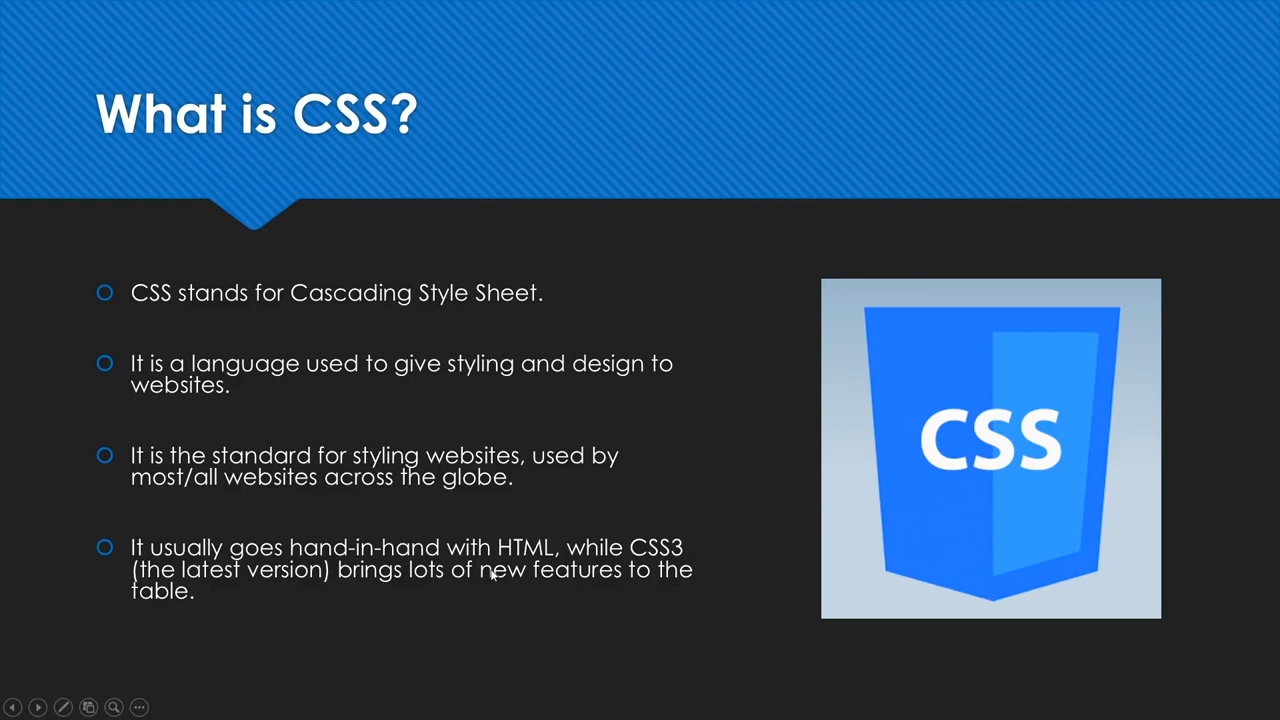 What is CSS?
CSS stands for Cascading Style Sheet.
It is a language used to give styling and design to
websites.
It is the standard for styling websites, used by
most/all websites across the globe.
It usually goes hand-in-hand with HTML, while CSS3
(the latest version) brings lots of new features to the
table.
CSS